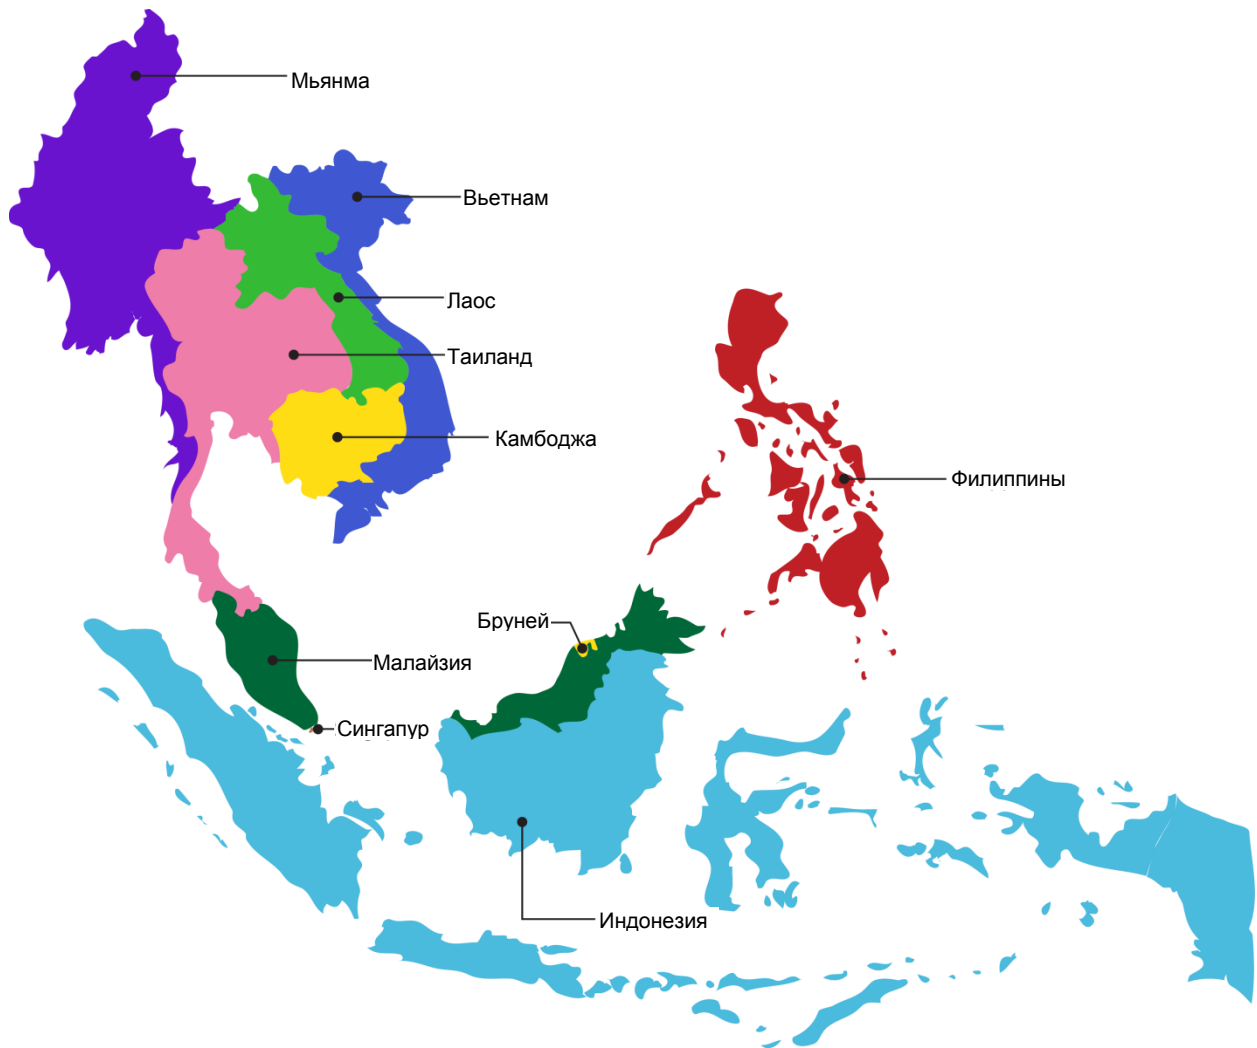 Мьянма
Вьетнам
Лаос
Таиланд
Камбоджа
Филиппины
Бруней
Малайзия
Сингапур
Индонезия